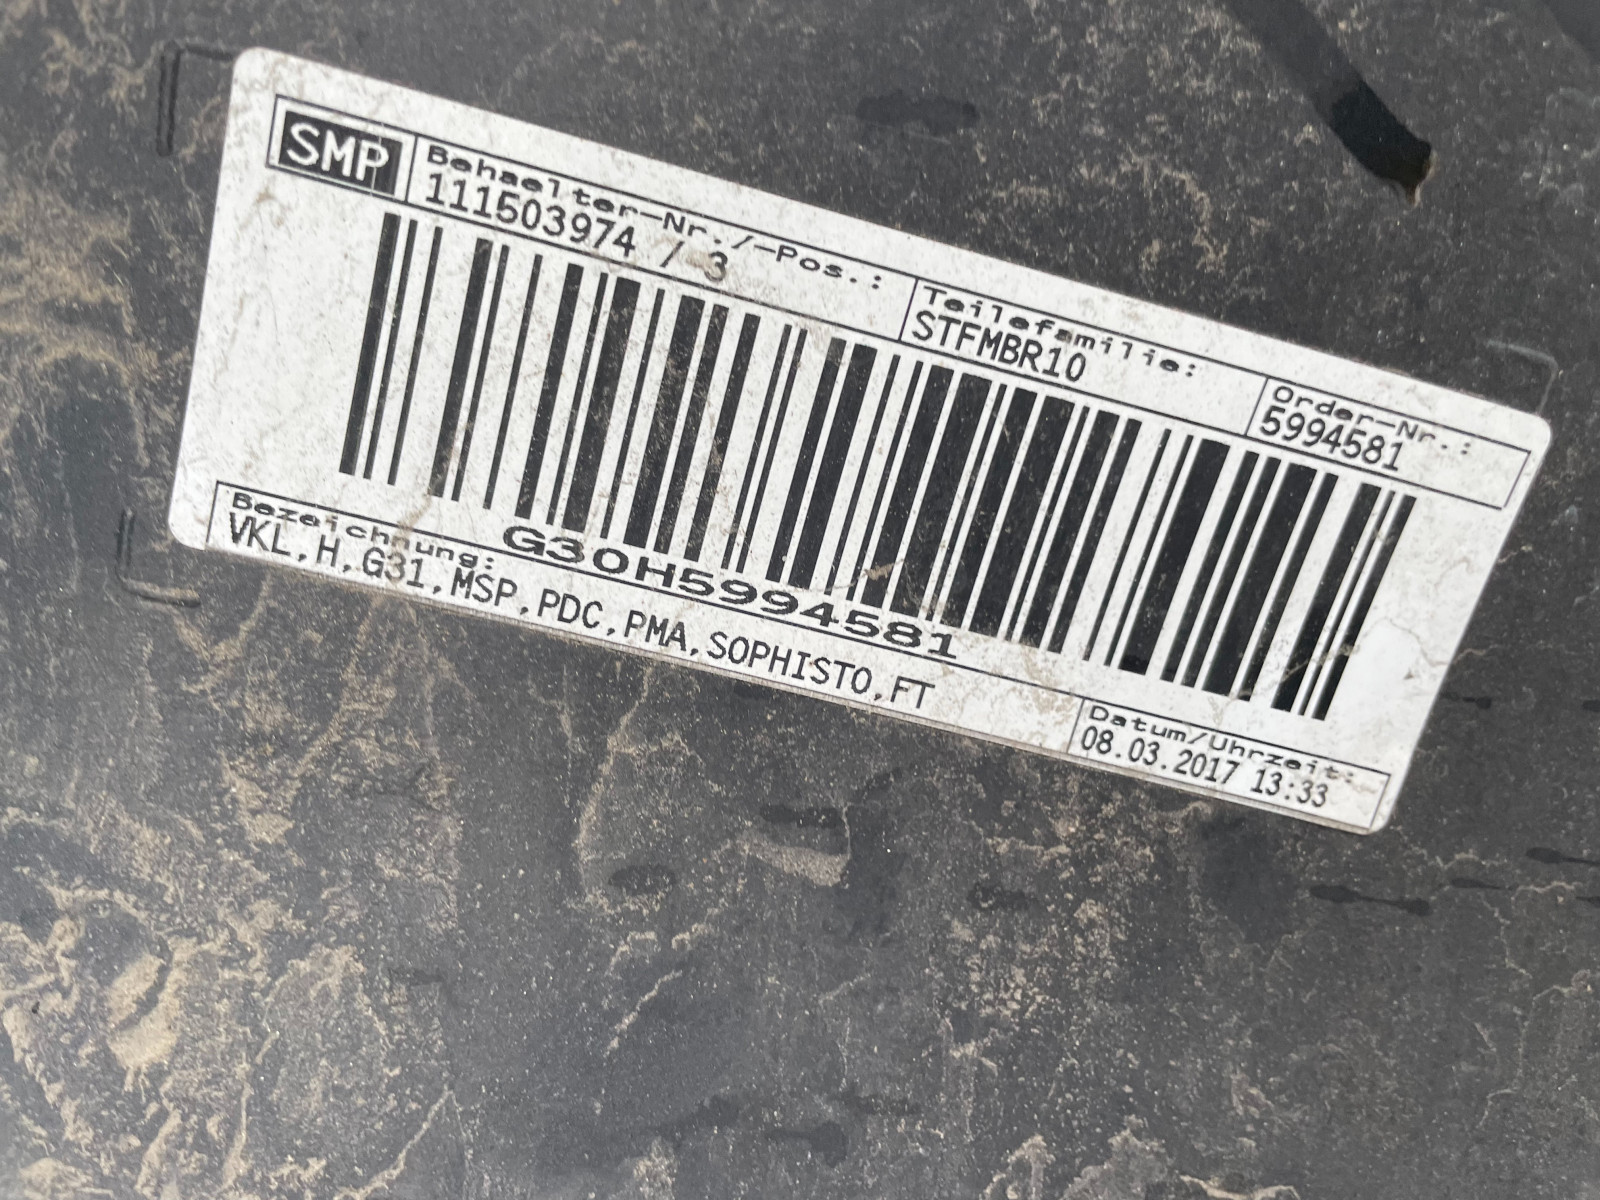 SMP
Behaelter-Nr./-Pos.:
111503974 / 3
Teilefamilie:
STFMBR10
Order-Nr.:
5994581
G30H5994581
Bezeichnung:
VKL,H,G31,MSP,PDC,PMA,SOPHISTO,FT
Datum/Uhrzeit:
08.03.2017 13:33